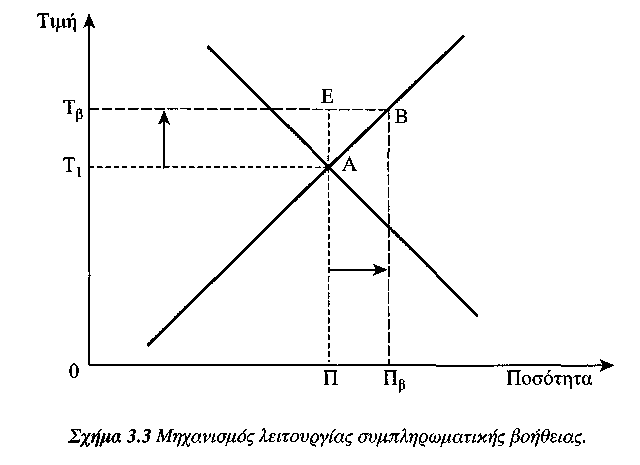 Τιμή
Τβ
E
B
Τ1
A
0
Π
Πβ
Ποσότητα
Σχήμα 3.3 Μηχανισμός λειτουργίας συμπληρωματικής βοήθειας.